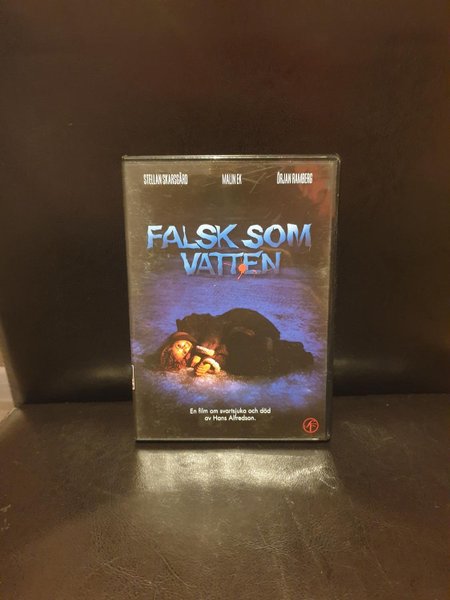 STELLAN SKARSGÅRD MALIN EK ÖRJAN RAMBERG
FALSK SOM
VATTEN
En film om svartsjuka och död
av Hans Alfredson.